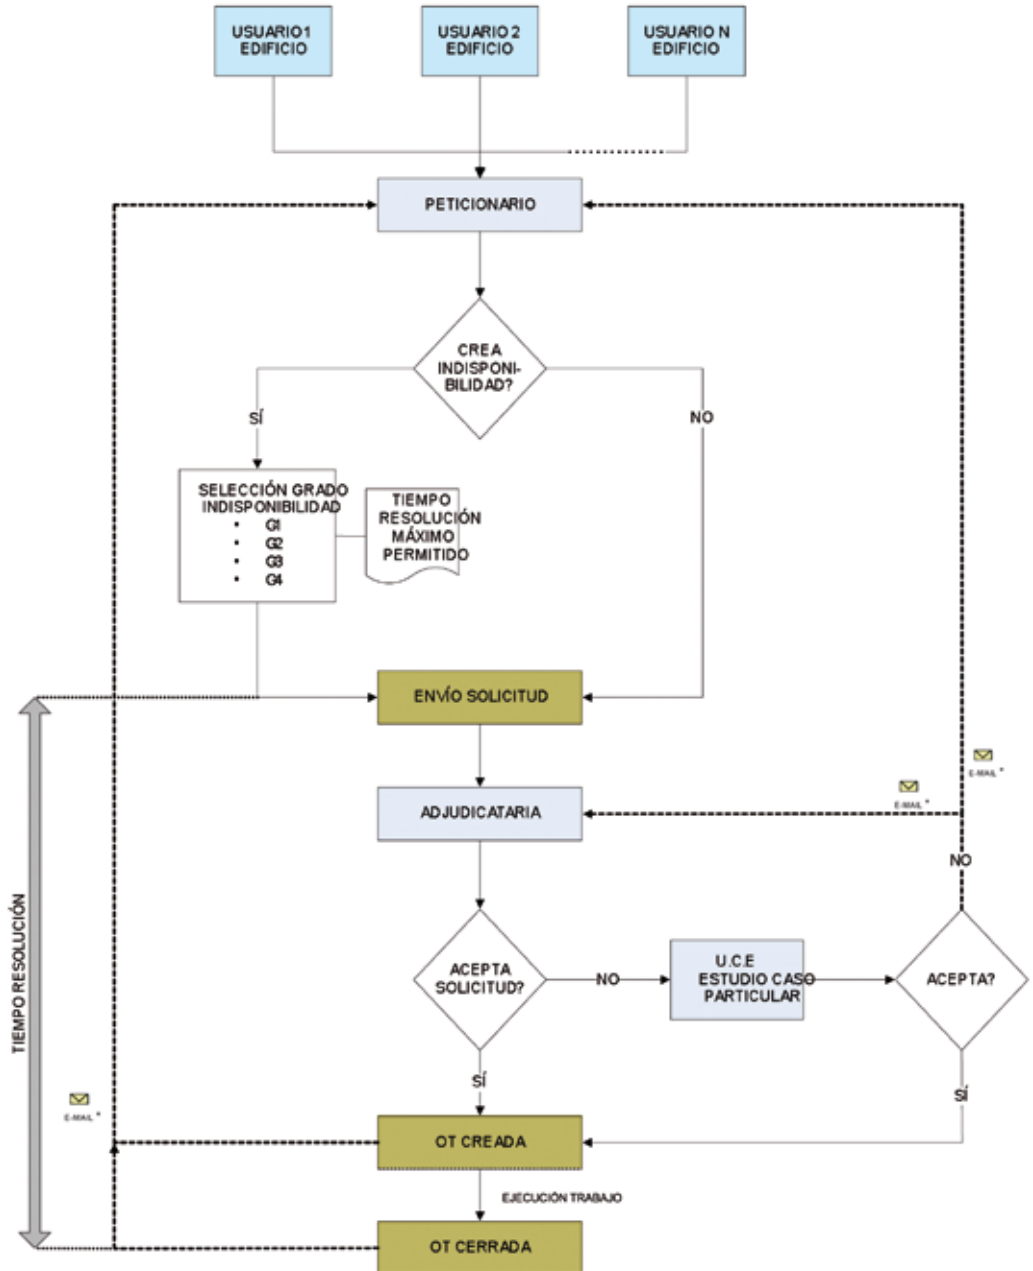 USUARIO 1
EDIFICIO
USUARIO 2
EDIFICIO
USUARIO N
EDIFICIO
PETICIONARIO
CREA
INDISPONI-
BILIDAD?
SÍ
NO
SELECCIÓN GRADO
INDISPONIBILIDAD
• G1
• G2
• G3
• G4
TIEMPO
RESOLUCIÓN
MÁXIMO
PERMITIDO
ENVÍO SOLICITUD
E-MAIL *
E-MAIL *
ADJUDICATARIA
NO
TIEMPO RESOLUCIÓN
ACEPTA
SOLICITUD?
NO
U.C.E
ESTUDIO CASO
PARTICULAR
ACEPTA?
SÍ
SÍ
E-MAIL *
OT CREADA
EJECUCIÓN TRABAJO
OT CERRADA